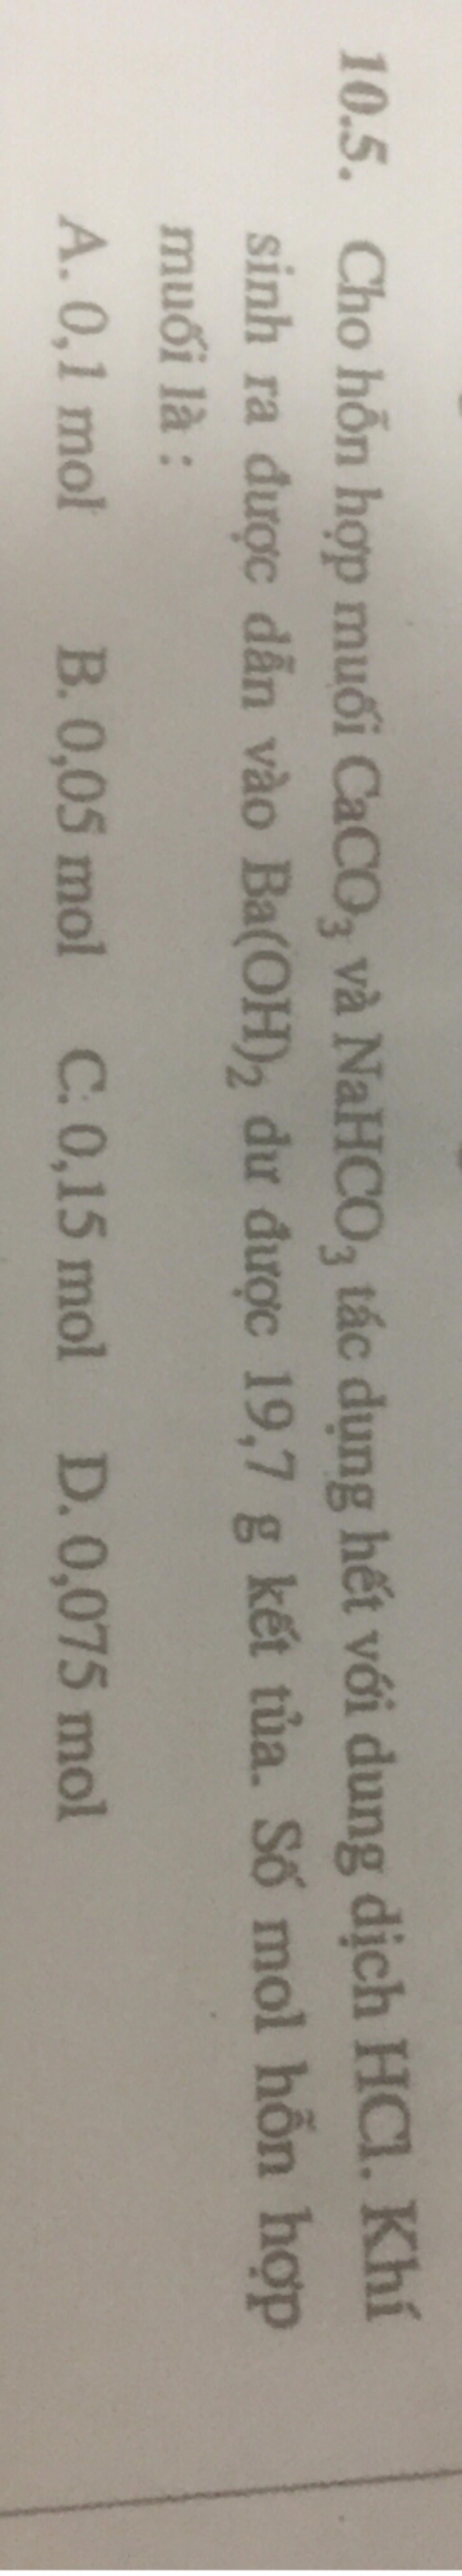 10.5. Cho hỗn hợp muối CaCO₃ và NaHCO₃ tác dụng hết với dung dịch HCl. Khí
sinh ra được dẫn vào Ba(OH)₂ dư được 19,7 g kết tủa. Số mol hỗn hợp
muối là :
A. 0,1 mol B. 0,05 mol C. 0,15 mol D. 0,075 mol